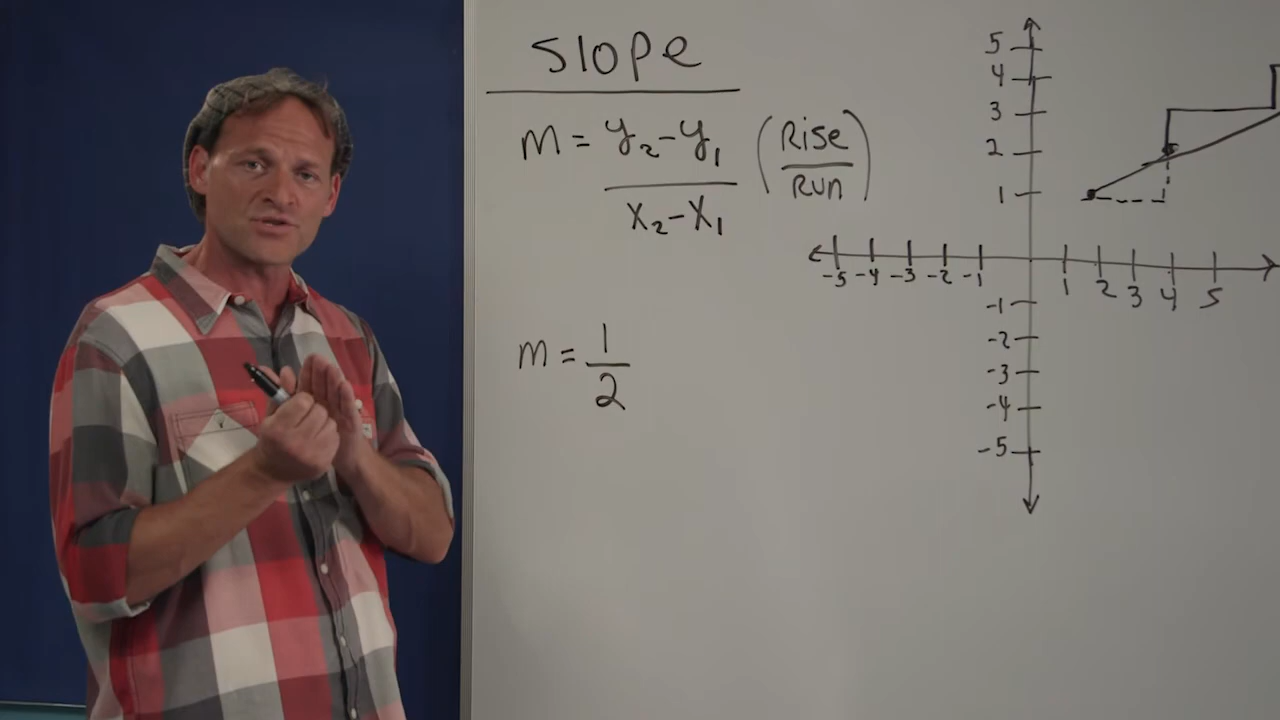 Slope
m = y₂-y₁ / x₂-x₁ (Rise / Run)
m = 1/2
5
4
3
2
1
-5 -4 -3 -2 -1 1 2 3 4 5
-1
-2
-3
-4
-5